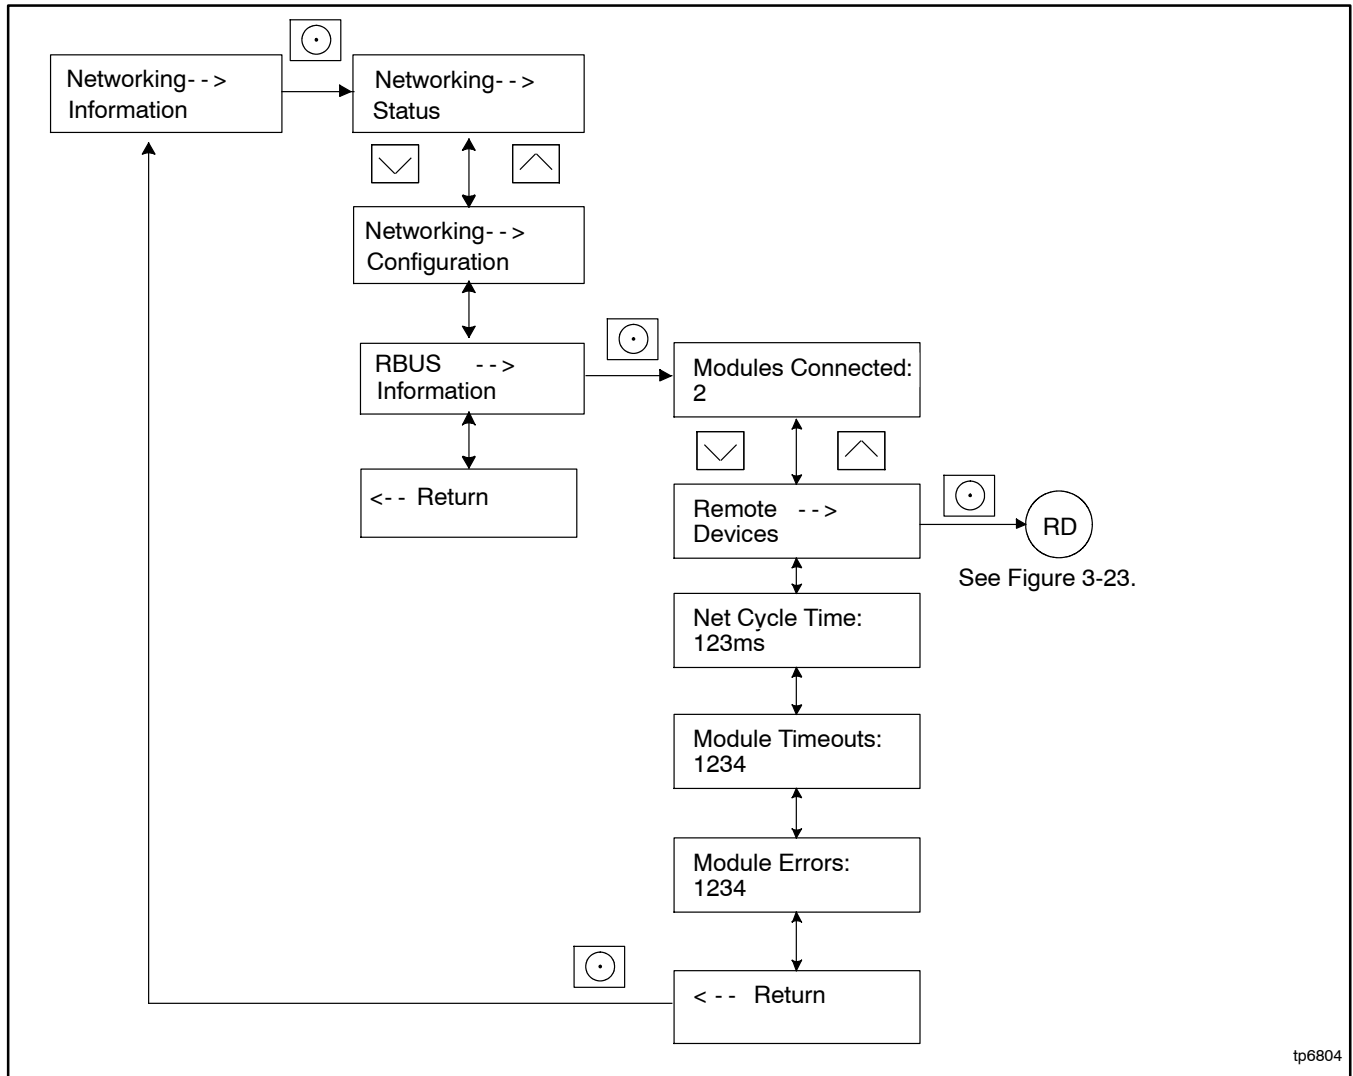 Networking- - >
Information
Networking- - >
Status
Networking- - >
Configuration
RBUS - - >
Information
<- - Return
Modules Connected:
2
Remote - - >
Devices
RD
See Figure 3-23.
Net Cycle Time:
123ms
Module Timeouts:
1234
Module Errors:
1234
< - - Return
tp6804